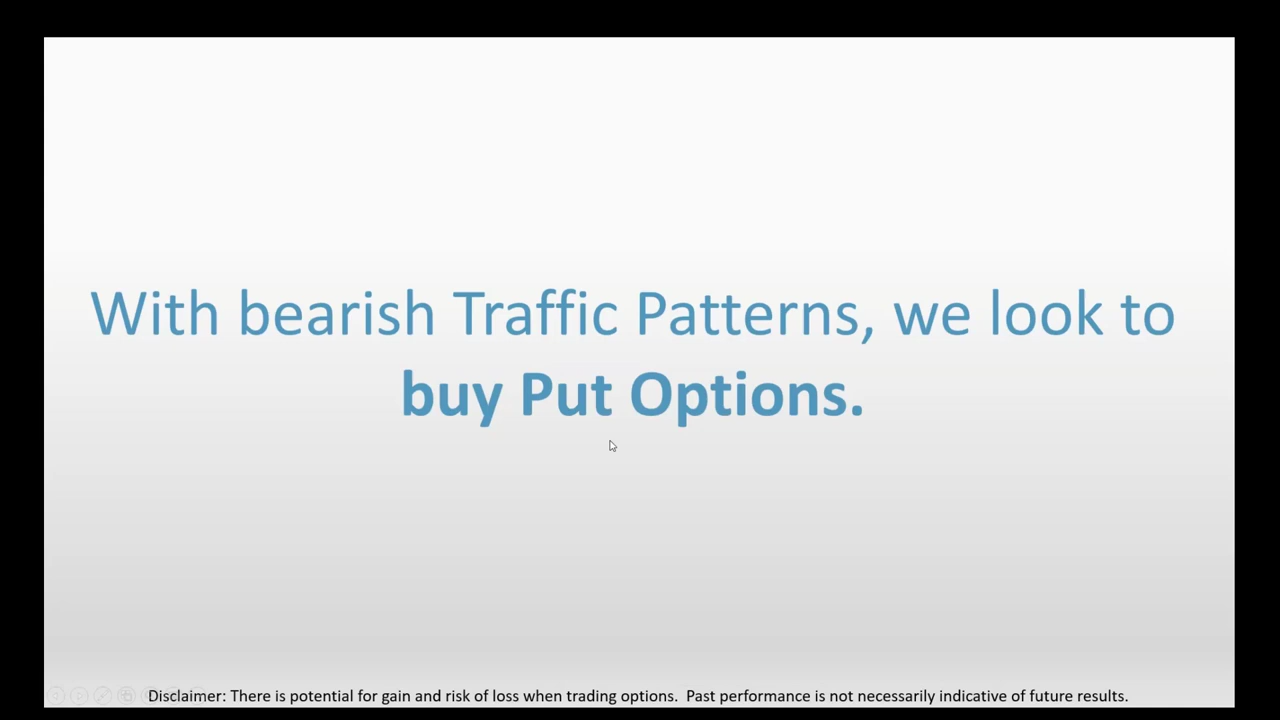 With bearish Traffic Patterns, we look to
buy Put Options.
Disclaimer: There is potential for gain and risk of loss when trading options.  Past performance is not necessarily indicative of future results.